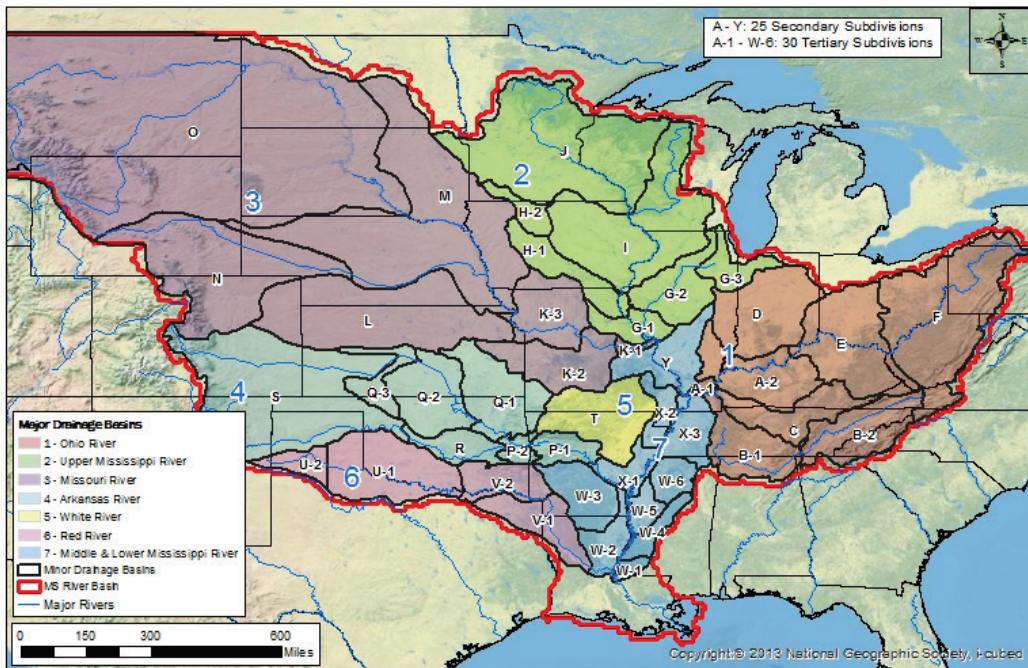 A - Y: 25 Secondary Subdivisions
A-1 - W-6: 30 Tertiary Subdivisions
N
W
E
S
O
J
2
3
M
H-2
H-1
I
N
G-3
G-2
K-3
D
F
L
G-1
E
K-1
Y
1
K-2
A-1
A-2
4
S
Q-3
Q-2
Q-1
T
5
X-2
C
B-2
7
X-3
R
P-2
P-1
B-1
U-2
U-1
6
V-2
X-1
W-6
W-3
W-5
V-1
W-4
W-2
W-1
Major Drainage Basins
1 - Ohio River
2 - Upper Mississippi River
3 - Missouri River
4 - Arkansas River
5 - White River
6 - Red River
7 - Middle & Lower Mississippi River
Minor Drainage Basins
MS River Basin
Major Rivers
0 150 300 600
Miles
Copyright:© 2013 National Geographic Society, i-cubed